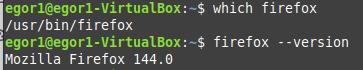 egor1@egor1-VirtualBox:~$ which firefox
/usr/bin/firefox
egor1@egor1-VirtualBox:~$ firefox --version
Mozilla Firefox 144.0